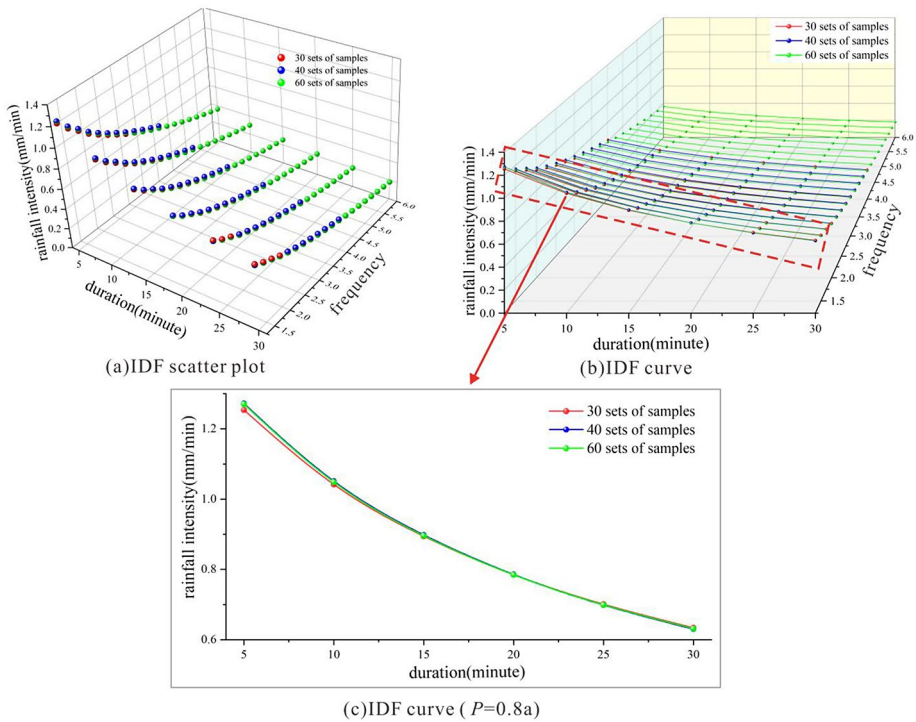 30 sets of samples
40 sets of samples
60 sets of samples
rainfall intensity(mm/min)
1.4
1.2
1.0
0.8
0.6
0.4
0.2
0.0
5
10
15
20
25
30
duration(minute)
1.5
2.0
2.5
3.0
3.5
4.0
4.5
5.0
5.5
6.0
frequency
(a)IDF scatter plot
30 sets of samples
40 sets of samples
60 sets of samples
rainfall intensity(mm/min)
1.4
1.2
1.0
0.8
0.6
0.4
0.2
0.0
5
10
15
20
25
30
duration(minute)
1.5
2.0
3.0
3.5
4.5
5.0
5.5
6.0
frequency
(b)IDF curve
30 sets of samples
40 sets of samples
60 sets of samples
rainfall intensity(mm/min)
1.2
1.0
0.8
0.6
5
10
15
20
25
30
duration(minute)
(c)IDF curve ( P=0.8a)